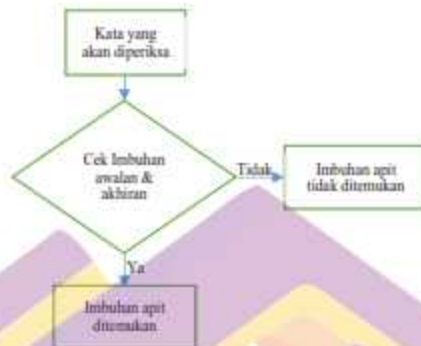 Kata yang
akan diperiksa
Cek Imbuhan
awalan &
akhiran
Tidak
Imbuhan apit
tidak ditemukan
Ya
Imbuhan apit
ditemukan